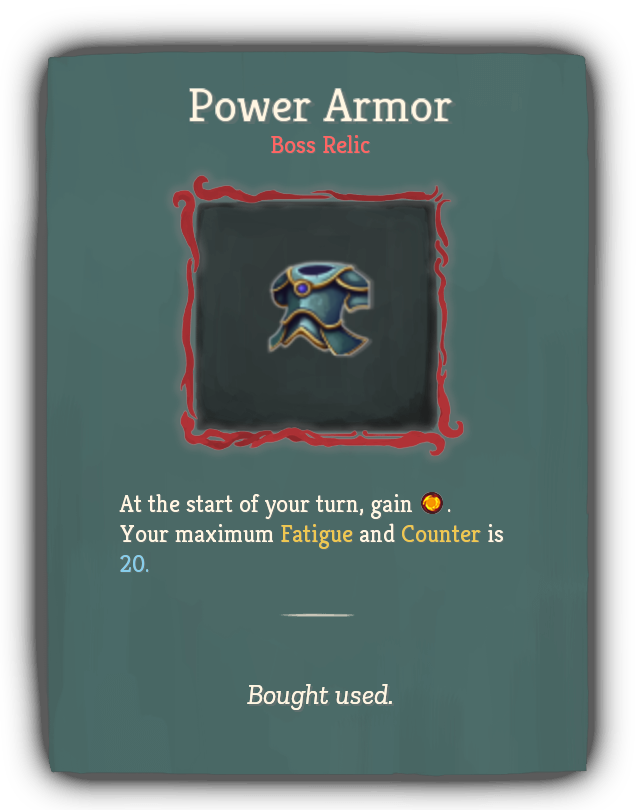 Power Armor
Boss Relic
At the start of your turn, gain .
Your maximum Fatigue and Counter is
20.
Bought used.